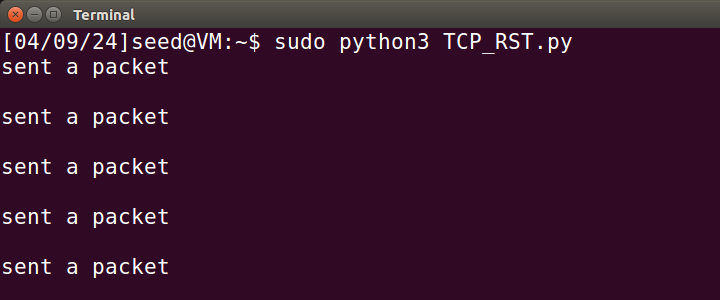 Terminal
[04/09/24]seed@VM:~$ sudo python3 TCP_RST.py
sent a packet
sent a packet
sent a packet
sent a packet
sent a packet